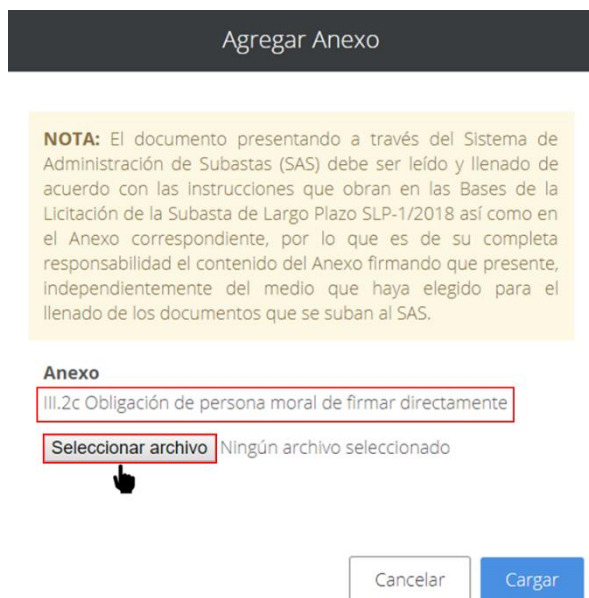 Agregar Anexo
NOTA: El documento presentando a través del Sistema de
Administración de Subastas (SAS) debe ser leído y llenado de
acuerdo con las instrucciones que obran en las Bases de la
Licitación de la Subasta de Largo Plazo SLP-1/2018 así como en
el Anexo correspondiente, por lo que es de su completa
responsabilidad el contenido del Anexo firmando que presente,
independientemente del medio que haya elegido para el
llenado de los documentos que se suban al SAS.
Anexo
III.2c Obligación de persona moral de firmar directamente
Seleccionar archivo Ningún archivo seleccionado
Cancelar Cargar